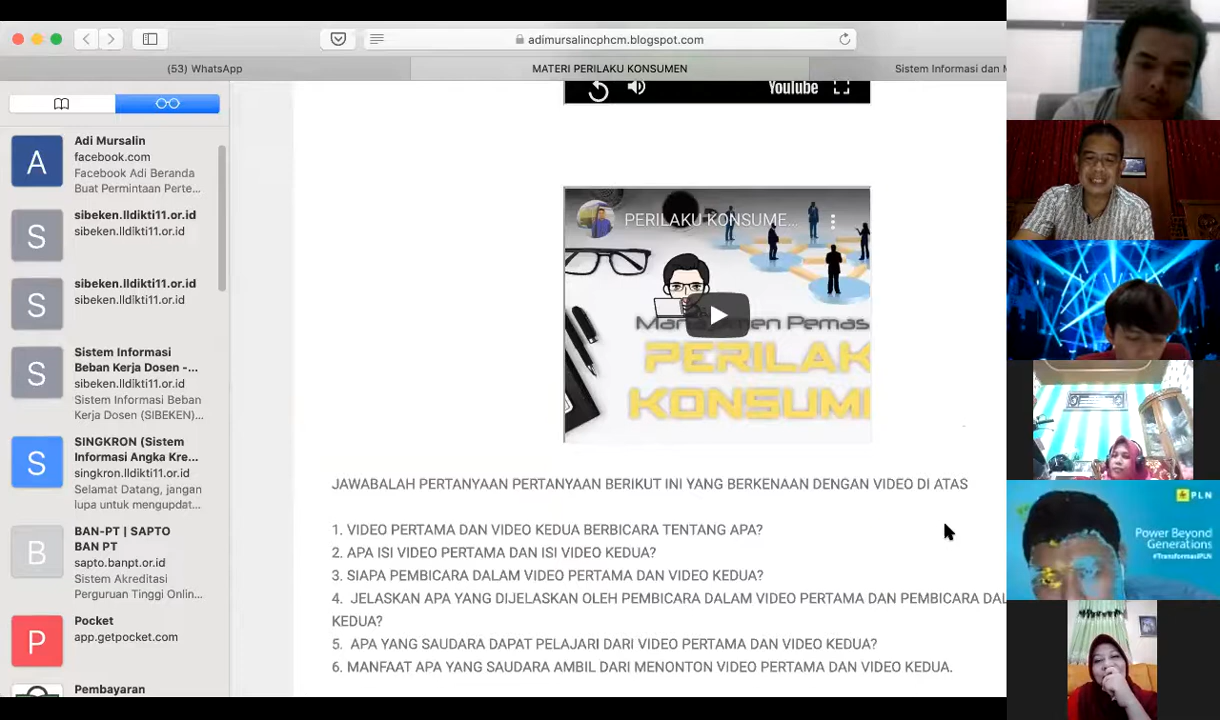 adimursalincphcm.blogspot.com
(53) WhatsApp
MATERI PERILAKU KONSUMEN
Sistem Informasi dan M
Adi Mursalin
facebook.com
Facebook Adi Beranda
Buat Permintaan Perte...
sibeken.lldikti11.or.id
sibeken.lldikti11.or.id
sibeken.lldikti11.or.id
sibeken.lldikti11.or.id
Sistem Informasi
Beban Kerja Dosen -...
sibeken.lldikti11.or.id
Sistem Informasi Beban
Kerja Dosen (SIBEKEN)...
SINGKRON (Sistem
Informasi Angka Kre...
singkron.lldikti11.or.id
Selamat Datang, jangan
lupa untuk mengupdat...
BAN-PT | SAPTO
BAN PT
sapto.banpt.or.id
Sistem Akreditasi
Perguruan Tinggi Onlin...
Pocket
app.getpocket.com
Pembayaran
A
S
S
S
S
B
P
YouTube
PERILAKU KONSUME...
Manajemen Pemas
PERILAK
KONSUM
JAWABALAH PERTANYAAN PERTANYAAN BERIKUT INI YANG BERKENAAN DENGAN VIDEO DI ATAS
1. VIDEO PERTAMA DAN VIDEO KEDUA BERBICARA TENTANG APA?
2. APA ISI VIDEO PERTAMA DAN ISI VIDEO KEDUA?
3. SIAPA PEMBICARA DALAM VIDEO PERTAMA DAN VIDEO KEDUA?
4. JELASKAN APA YANG DIJELASKAN OLEH PEMBICARA DALAM VIDEO PERTAMA DAN PEMBICARA DAL
KEDUA?
5. APA YANG SAUDARA DAPAT PELAJARI DARI VIDEO PERTAMA DAN VIDEO KEDUA?
6. MANFAAT APA YANG SAUDARA AMBIL DARI MENONTON VIDEO PERTAMA DAN VIDEO KEDUA.
PLN
Power Beyond
Generations
#TransformasiPLN